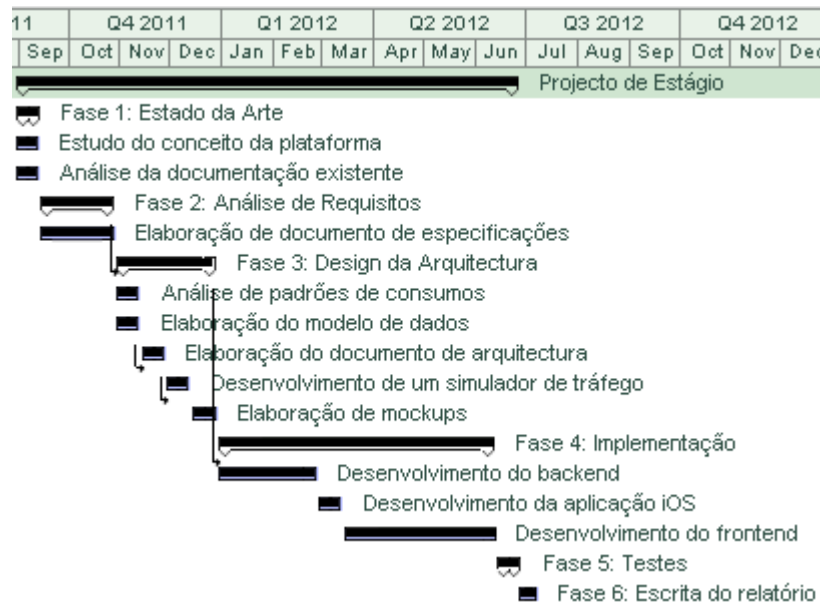 11 Q4 2011 Q1 2012 Q2 2012 Q3 2012 Q4 2012
Sep Oct Nov Dec Jan Feb Mar Apr May Jun Jul Aug Sep Oct Nov Dec
Projecto de Estágio
Fase 1: Estado da Arte
Estudo do conceito da plataforma
Análise da documentação existente
Fase 2: Análise de Requisitos
Elaboração de documento de especificações
Fase 3: Design da Arquitectura
Análise de padrões de consumos
Elaboração do modelo de dados
Elaboração do documento de arquitectura
Desenvolvimento de um simulador de tráfego
Elaboração de mockups
Fase 4: Implementação
Desenvolvimento do backend
Desenvolvimento da aplicação iOS
Desenvolvimento do frontend
Fase 5: Testes
Fase 6: Escrita do relatório